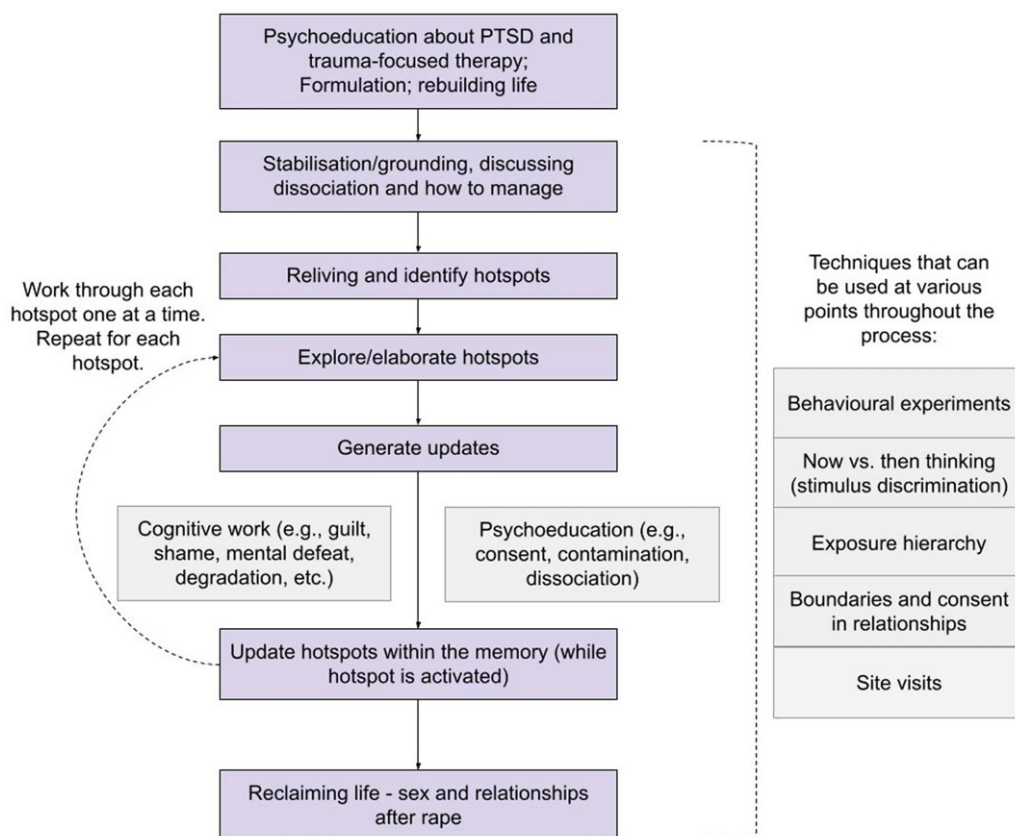 Psychoeducation about PTSD and
trauma-focused therapy;
Formulation; rebuilding life
Stabilisation/grounding, discussing
dissociation and how to manage
Reliving and identify hotspots
Work through each
hotspot one at a time.
Repeat for each
hotspot.
Explore/elaborate hotspots
Generate updates
Cognitive work (e.g., guilt,
shame, mental defeat,
degradation, etc.)
Psychoeducation (e.g.,
consent, contamination,
dissociation)
Update hotspots within the memory (while
hotspot is activated)
Reclaiming life - sex and relationships
after rape
Techniques that can
be used at various
points throughout the
process:
Behavioural experiments
Now vs. then thinking
(stimulus discrimination)
Exposure hierarchy
Boundaries and consent
in relationships
Site visits